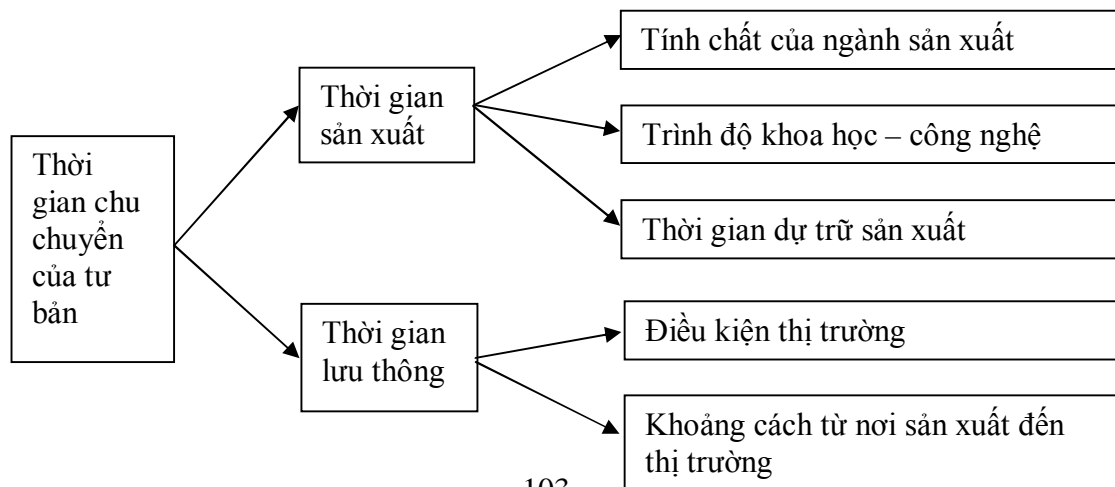 Thời
gian chu
chuyển
của tư
bản
Thời gian
sản xuất
Tính chất của ngành sản xuất
Trình độ khoa học – công nghệ
Thời gian dự trữ sản xuất
Thời gian
lưu thông
Điều kiện thị trường
Khoảng cách từ nơi sản xuất đến
thị trường
103